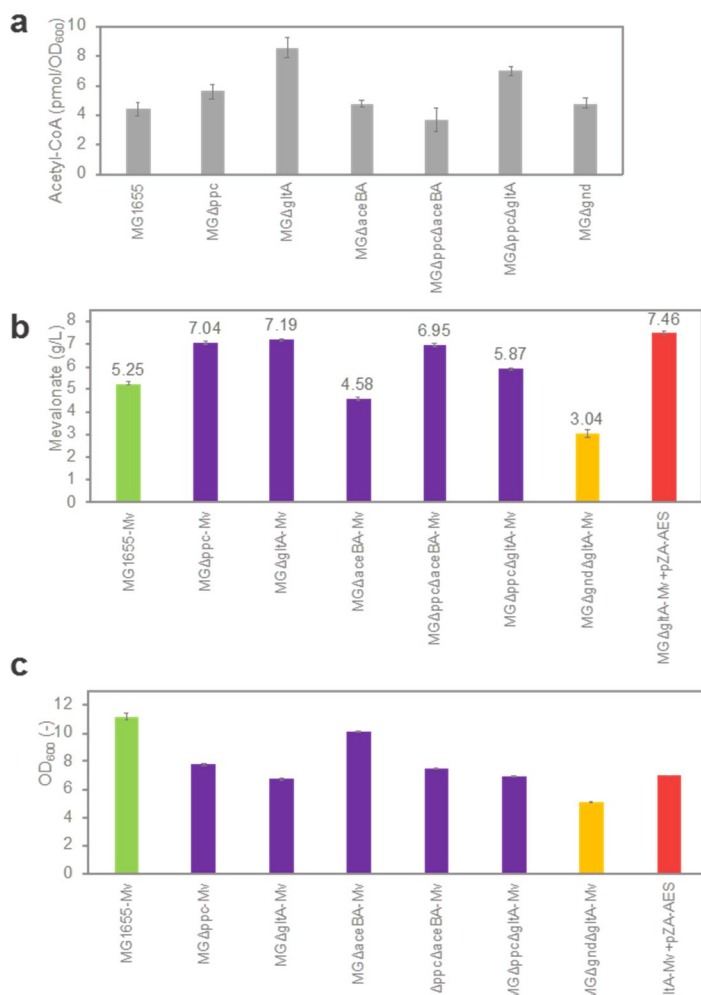 a
Acetyl-CoA (pmol/OD600)
10
8
6
4
2
0
MG1655
MGΔppc
MGΔgltA
MGΔaceBA
MGΔppcΔaceBA
MGΔppcΔgltA
MGΔgnd
b
Mevalonate (g/L)
8
7
6
5
4
3
2
1
0
5.25
7.04
7.19
4.58
6.95
5.87
3.04
7.46
MG1655-Mv
MGΔppc-Mv
MGΔgltA-Mv
MGΔaceBA-Mv
MGΔppcΔaceBA-Mv
MGΔppcΔgltA-Mv
MGΔgndΔgltA-Mv
MGΔgltA-Mv+pZA-AES
c
OD600 (-)
12
10
8
6
4
2
0
MG1655-Mv
MGΔppc-Mv
MGΔgltA-Mv
MGΔaceBA-Mv
ΔppcΔaceBA-Mv
MGΔppcΔgltA-Mv
MGΔgndΔgltA-Mv
ltA-Mv+pZA-AES